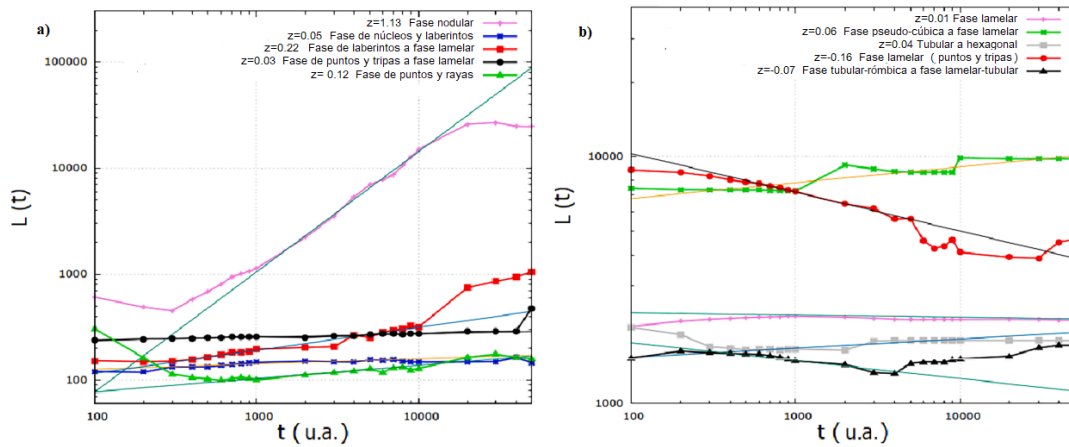 a)
z=1.13 Fase nodular
z=0.05 Fase de núcleos y laberintos
z=0.22 Fase de laberintos a fase lamelar
z=0.03 Fase de puntos y tripas a fase lamelar
z= 0.12 Fase de puntos y rayas
100000
10000
1000
100
L (t)
100
1000
10000
t ( u.a. )
b)
z=0.01 Fase lamelar
z=0.06 Fase pseudo-cúbica a fase lamelar
z=0.04 Tubular a hexagonal
z=-0.16 Fase lamelar ( puntos y tripas )
z=-0.07 Fase tubular-rómbica a fase lamelar-tubular
10000
1000
L (t)
100
1000
10000
t ( u.a. )